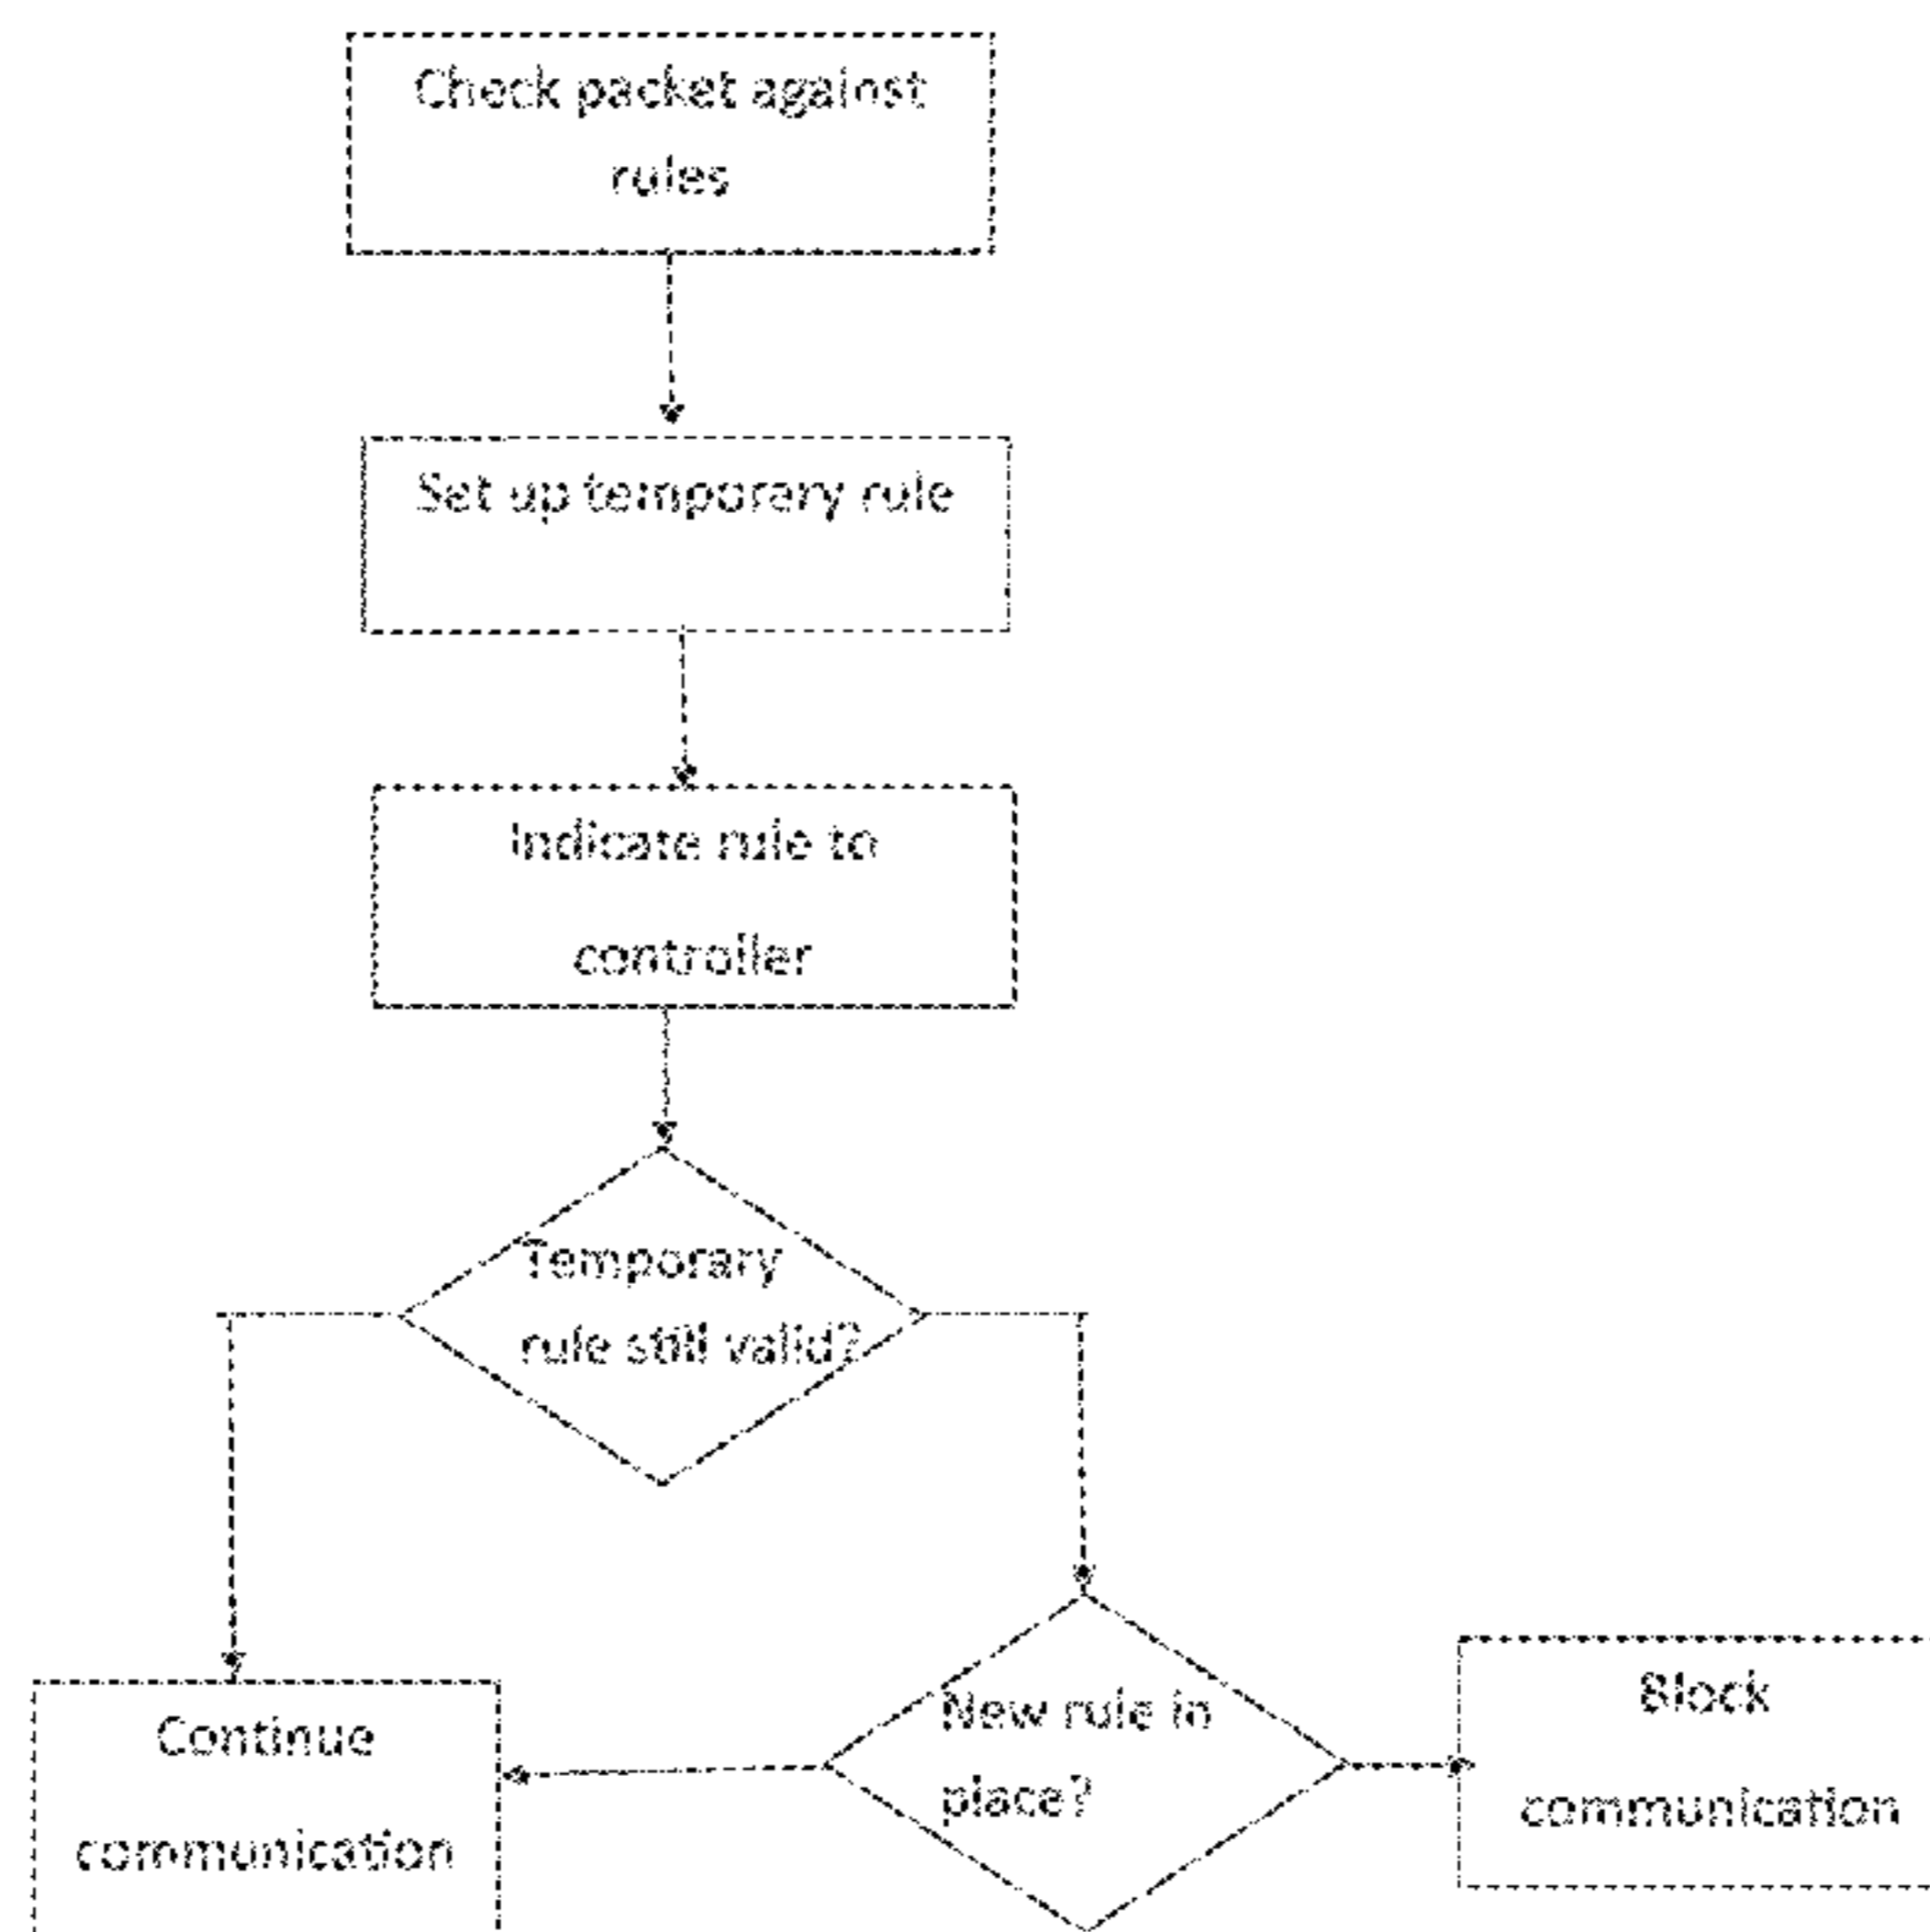 Check packet against
rules
Set up temporary rule
Indicate rule to
controller
Temporary
rule still valid?
New rule in
place?
Block
communication
Continue
communication